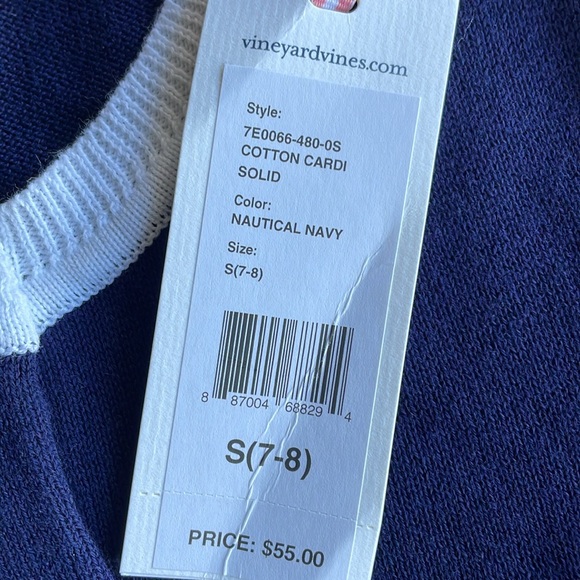 vineyardvines.com
Style:
7E0066-480-0S
COTTON CARDI
SOLID
Color:
NAUTICAL NAVY
Size:
S(7-8)
8 87004 68829 4
S(7-8)
PRICE: $55.00